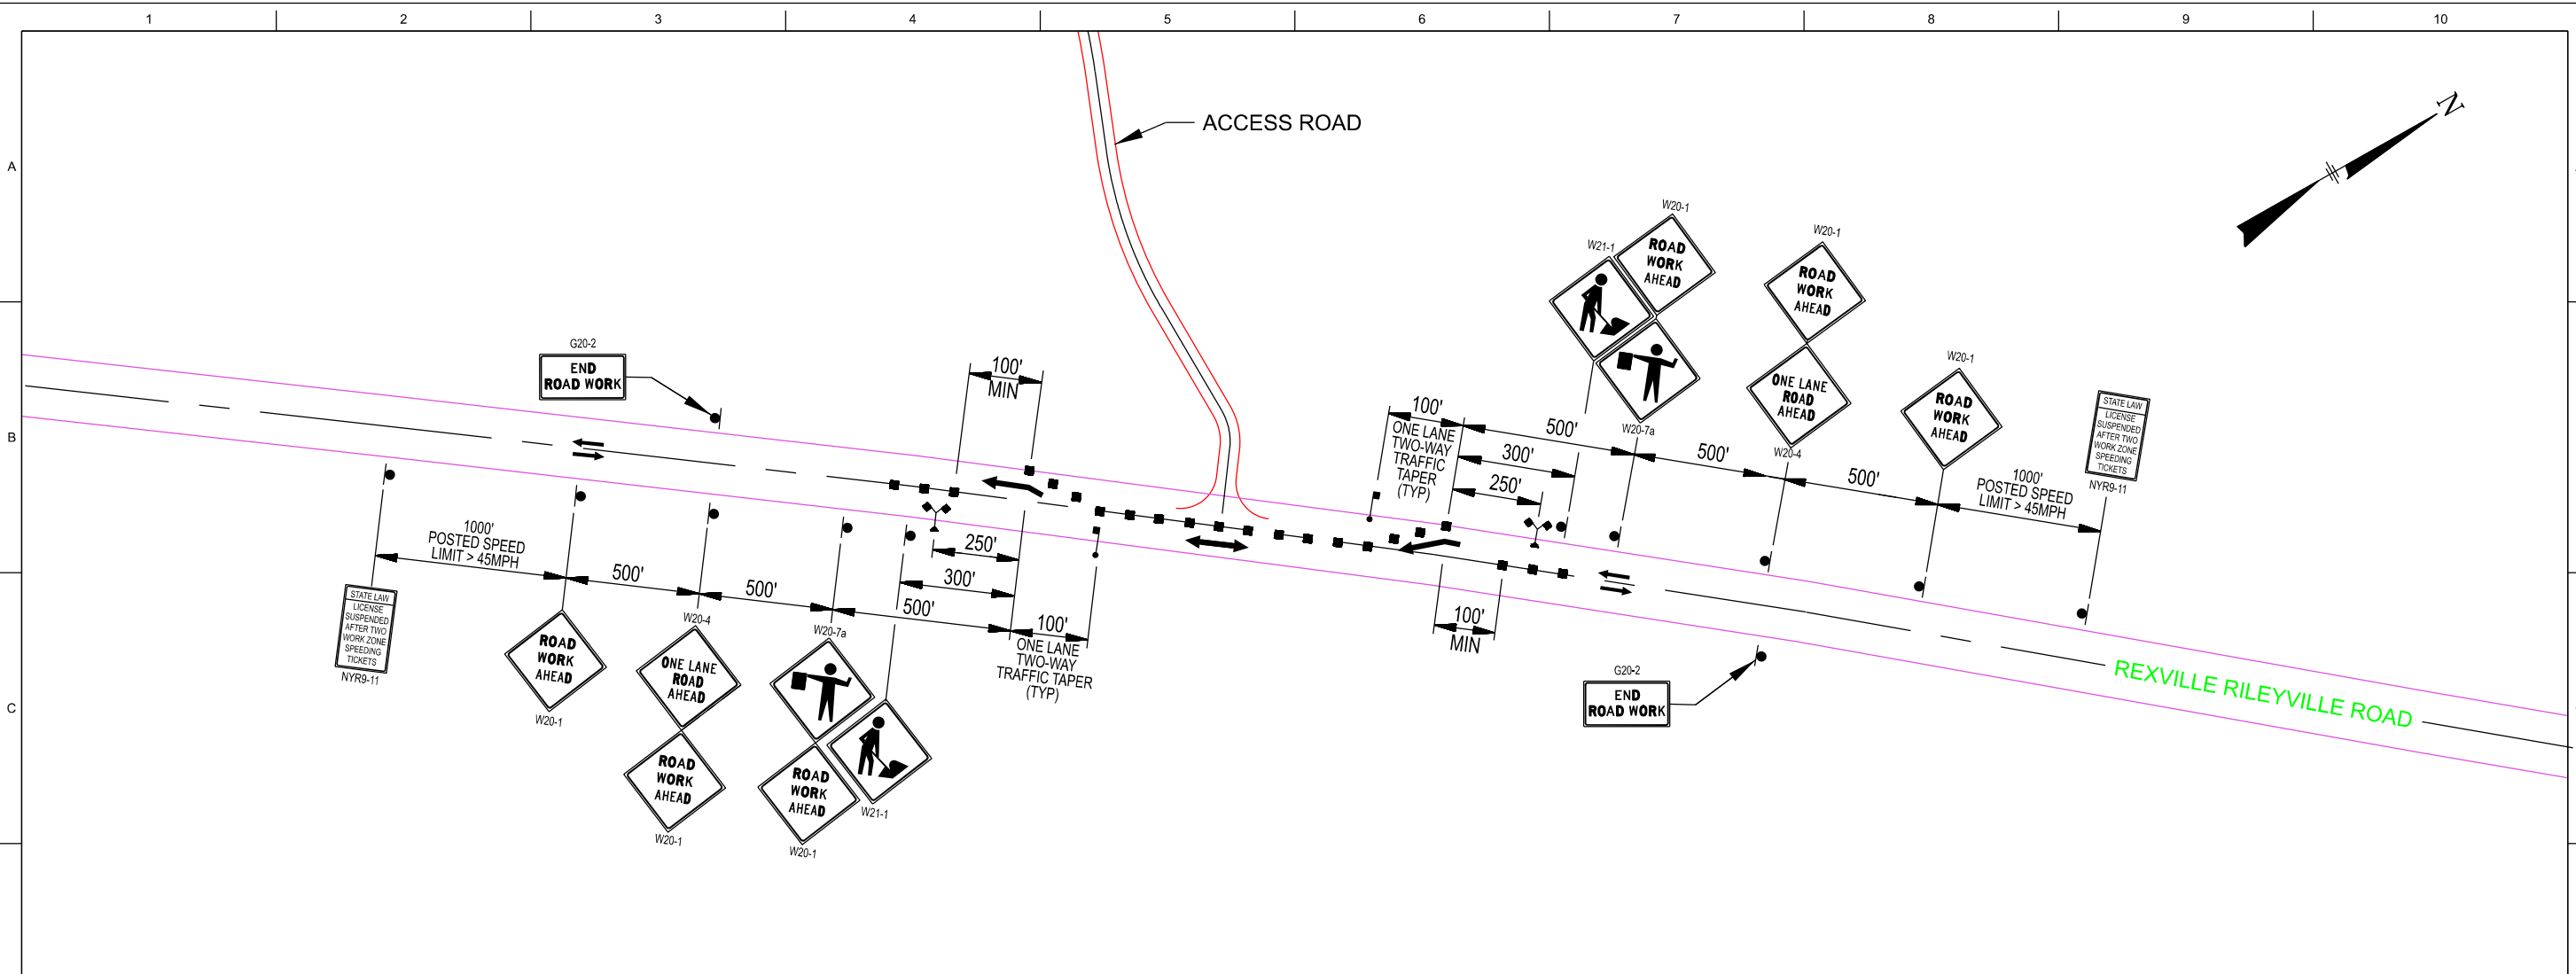 1 2 3 4 5 6 7 8 9 10
A
B
C
ACCESS ROAD
N
G20-2
END
ROAD WORK
100'
MIN
W20-1
ROAD
WORK
AHEAD
W21-1
W20-7a
W20-1
ROAD
WORK
AHEAD
ONE LANE
ROAD
AHEAD
W20-4
W20-1
ROAD
WORK
AHEAD
STATE LAW
LICENSE
SUSPENDED
AFTER TWO
WORK ZONE
SPEEDING
TICKETS
NYR9-11
100'
ONE LANE
TWO-WAY
TRAFFIC
TAPER
(TYP)
500'
300'
250'
500'
500'
1000'
POSTED SPEED
LIMIT > 45MPH
1000'
POSTED SPEED
LIMIT > 45MPH
500'
500'
500'
250'
300'
100'
ONE LANE
TWO-WAY
TRAFFIC TAPER
(TYP)
100'
MIN
STATE LAW
LICENSE
SUSPENDED
AFTER TWO
WORK ZONE
SPEEDING
TICKETS
NYR9-11
ROAD
WORK
AHEAD
W20-1
W20-4
ONE LANE
ROAD
AHEAD
ROAD
WORK
AHEAD
W20-1
W20-7a
ROAD
WORK
AHEAD
W20-1
W21-1
G20-2
END
ROAD WORK
REXVILLE RILEYVILLE ROAD